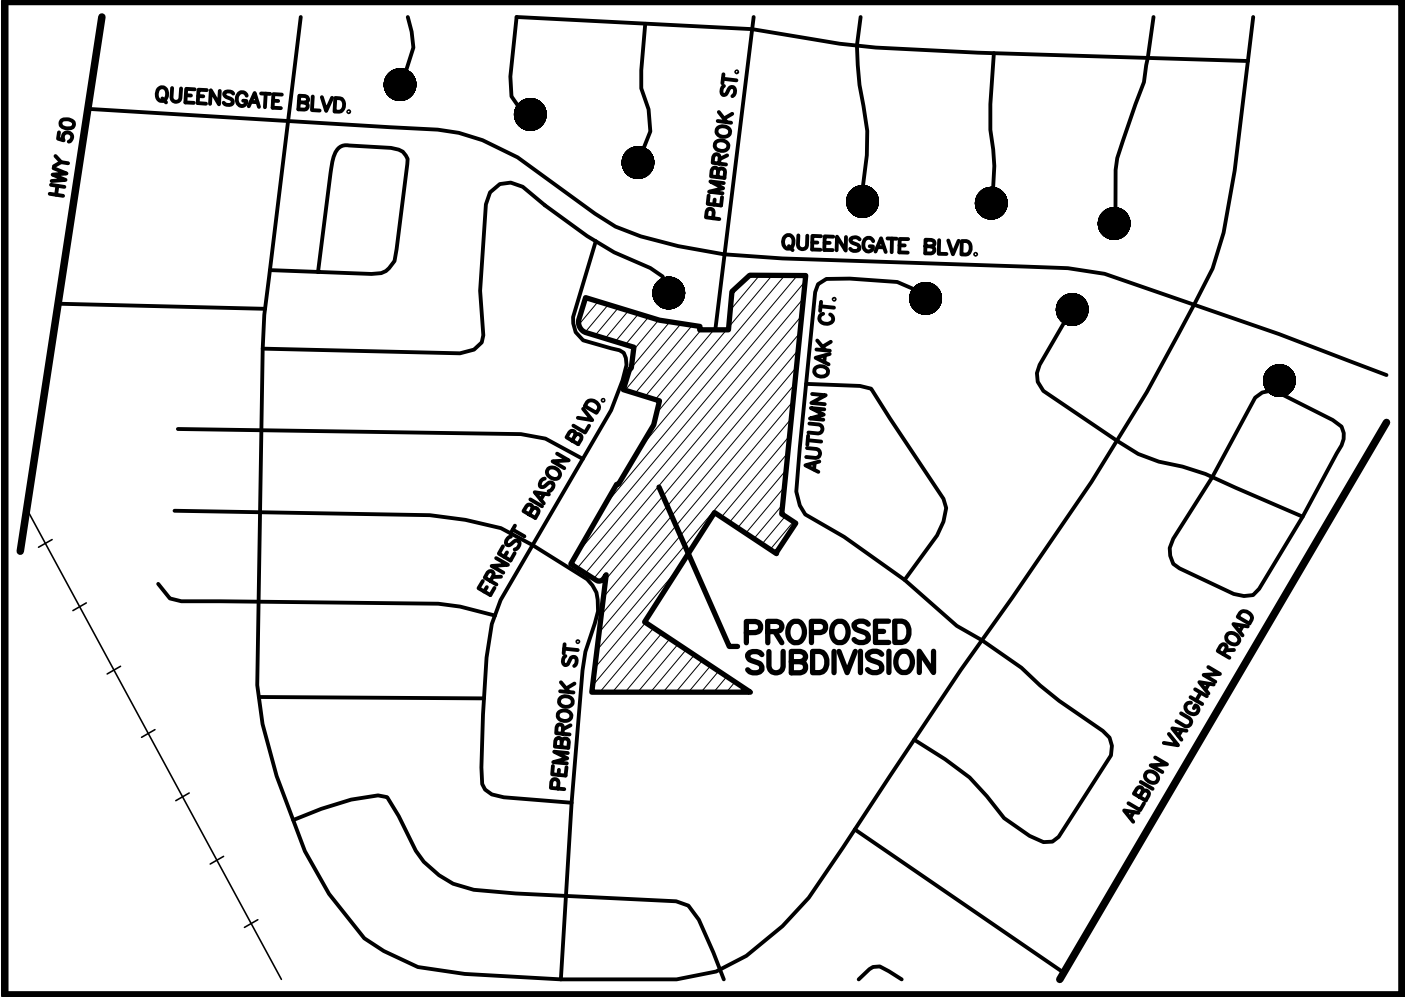 QUEENSGATE BLVD.
HWY 50
PEMBROOK ST.
QUEENSGATE BLVD.
AUTUMN OAK CT.
ERNEST BIASON BLVD.
PROPOSED
SUBDIVISION
PEMBROOK ST.
ALBION VAUGHAN ROAD